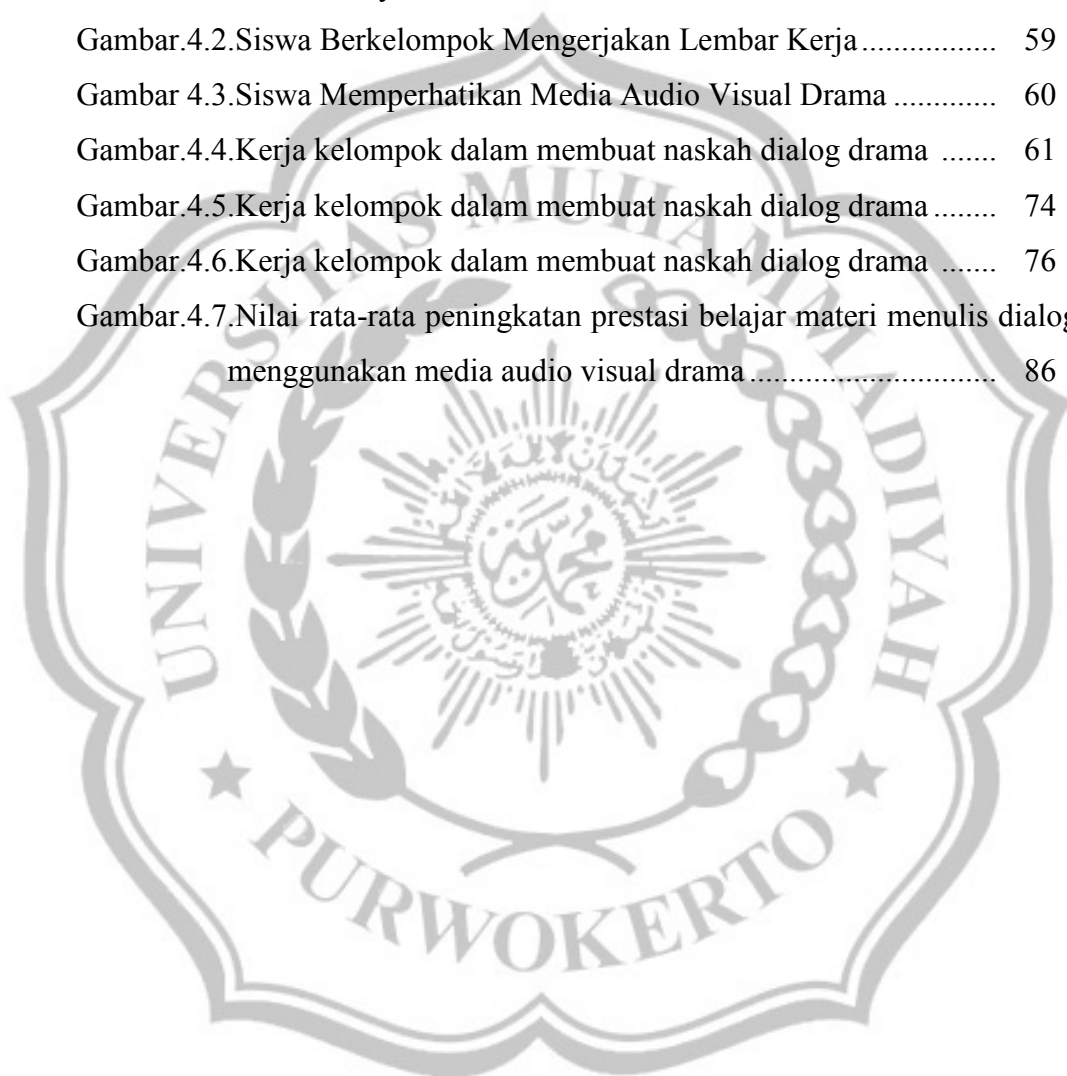 Gambar.4.2.Siswa Berkelompok Mengerjakan Lembar Kerja................. 59
Gambar 4.3.Siswa Memperhatikan Media Audio Visual Drama ............. 60
Gambar.4.4.Kerja kelompok dalam membuat naskah dialog drama ....... 61
Gambar.4.5.Kerja kelompok dalam membuat naskah dialog drama ........ 74
Gambar.4.6.Kerja kelompok dalam membuat naskah dialog drama ....... 76
Gambar.4.7.Nilai rata-rata peningkatan prestasi belajar materi menulis dialog
menggunakan media audio visual drama ............................ 86
UNIVERSITAS MUHAMMADIYAH
PURWOKERTO